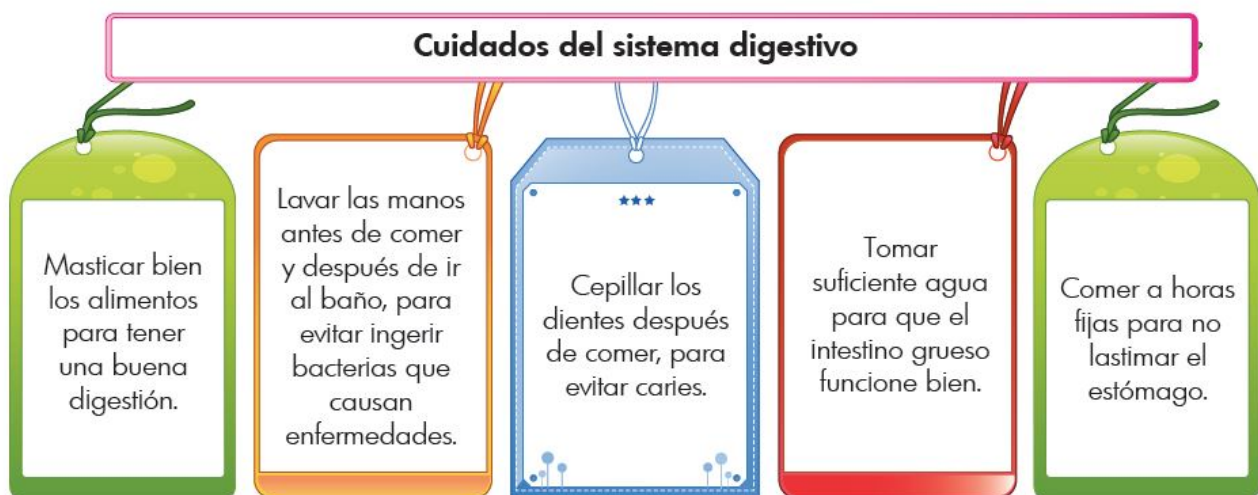 Cuidados del sistema digestivo
Masticar bien
los alimentos
para tener
una buena
digestión.
Lavar las manos
antes de comer
y después de ir
al baño, para
evitar ingerir
bacterias que
causan
enfermedades.
Cepillar los
dientes después
de comer, para
evitar caries.
Tomar
suficiente agua
para que el
intestino grueso
funcione bien.
Comer a horas
fijas para no
lastimar el
estómago.